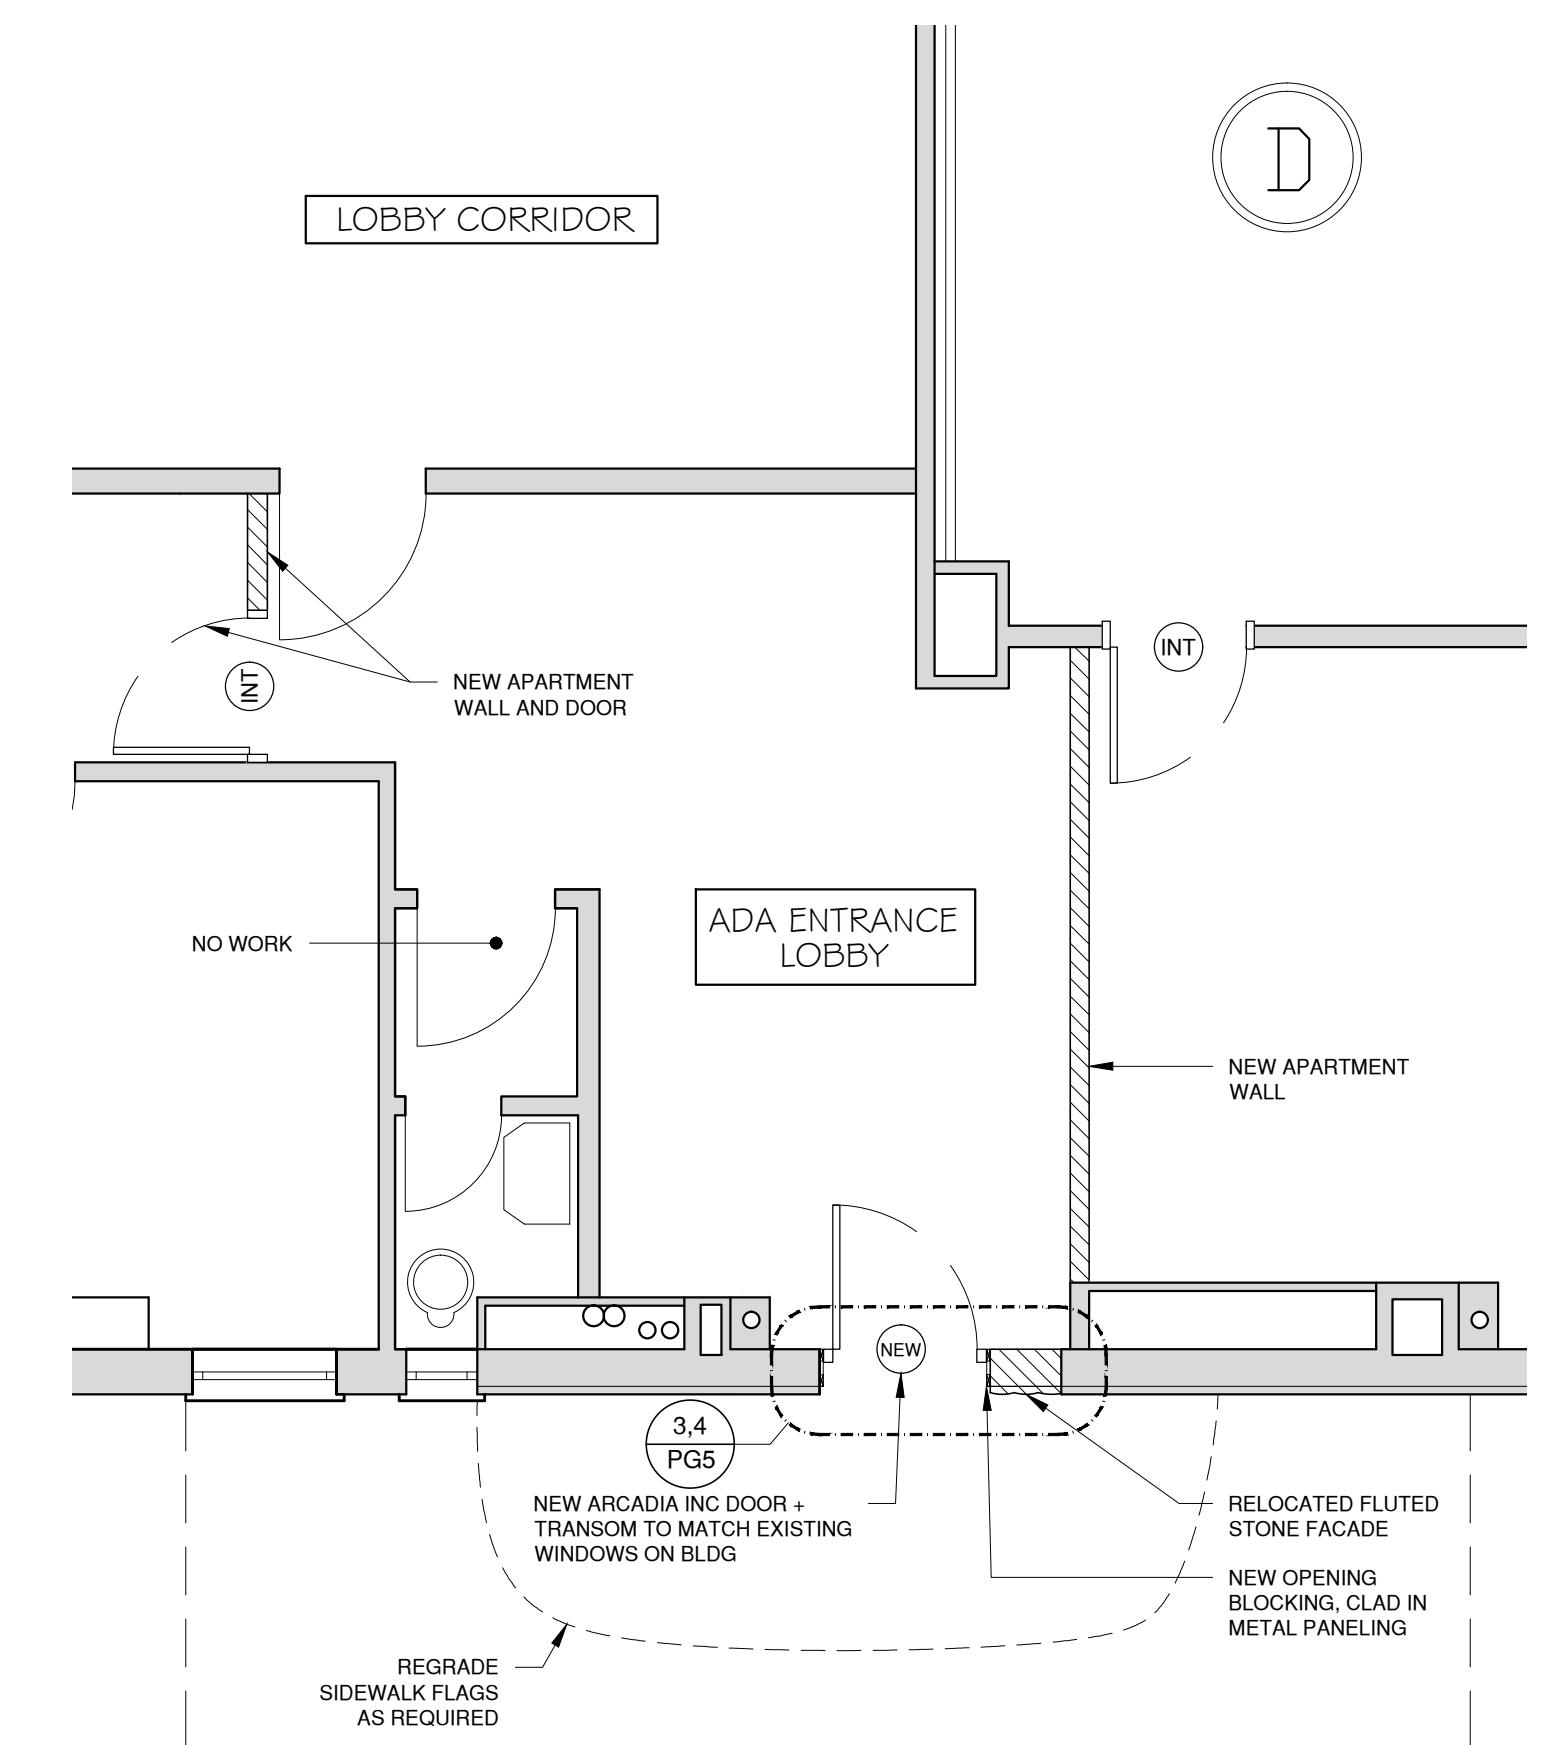 D
LOBBY CORRIDOR
INT
INT
NEW APARTMENT
WALL AND DOOR
NO WORK
ADA ENTRANCE
LOBBY
NEW APARTMENT
WALL
NEW
3,4
PG5
NEW ARCADIA INC DOOR +
TRANSOM TO MATCH EXISTING
WINDOWS ON BLDG
RELOCATED FLUTED
STONE FACADE
NEW OPENING
BLOCKING, CLAD IN
METAL PANELING
REGRADE
SIDEWALK FLAGS
AS REQUIRED